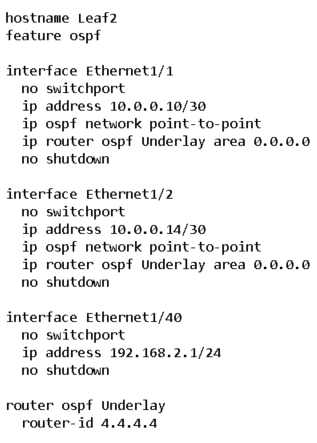 hostname Leaf2
feature ospf
interface Ethernet1/1
no switchport
ip address 10.0.0.10/30
ip ospf network point-to-point
ip router ospf Underlay area 0.0.0.0
no shutdown
interface Ethernet1/2
no switchport
ip address 10.0.0.14/30
ip ospf network point-to-point
ip router ospf Underlay area 0.0.0.0
no shutdown
interface Ethernet1/40
no switchport
ip address 192.168.2.1/24
no shutdown
router ospf Underlay
router-id 4.4.4.4